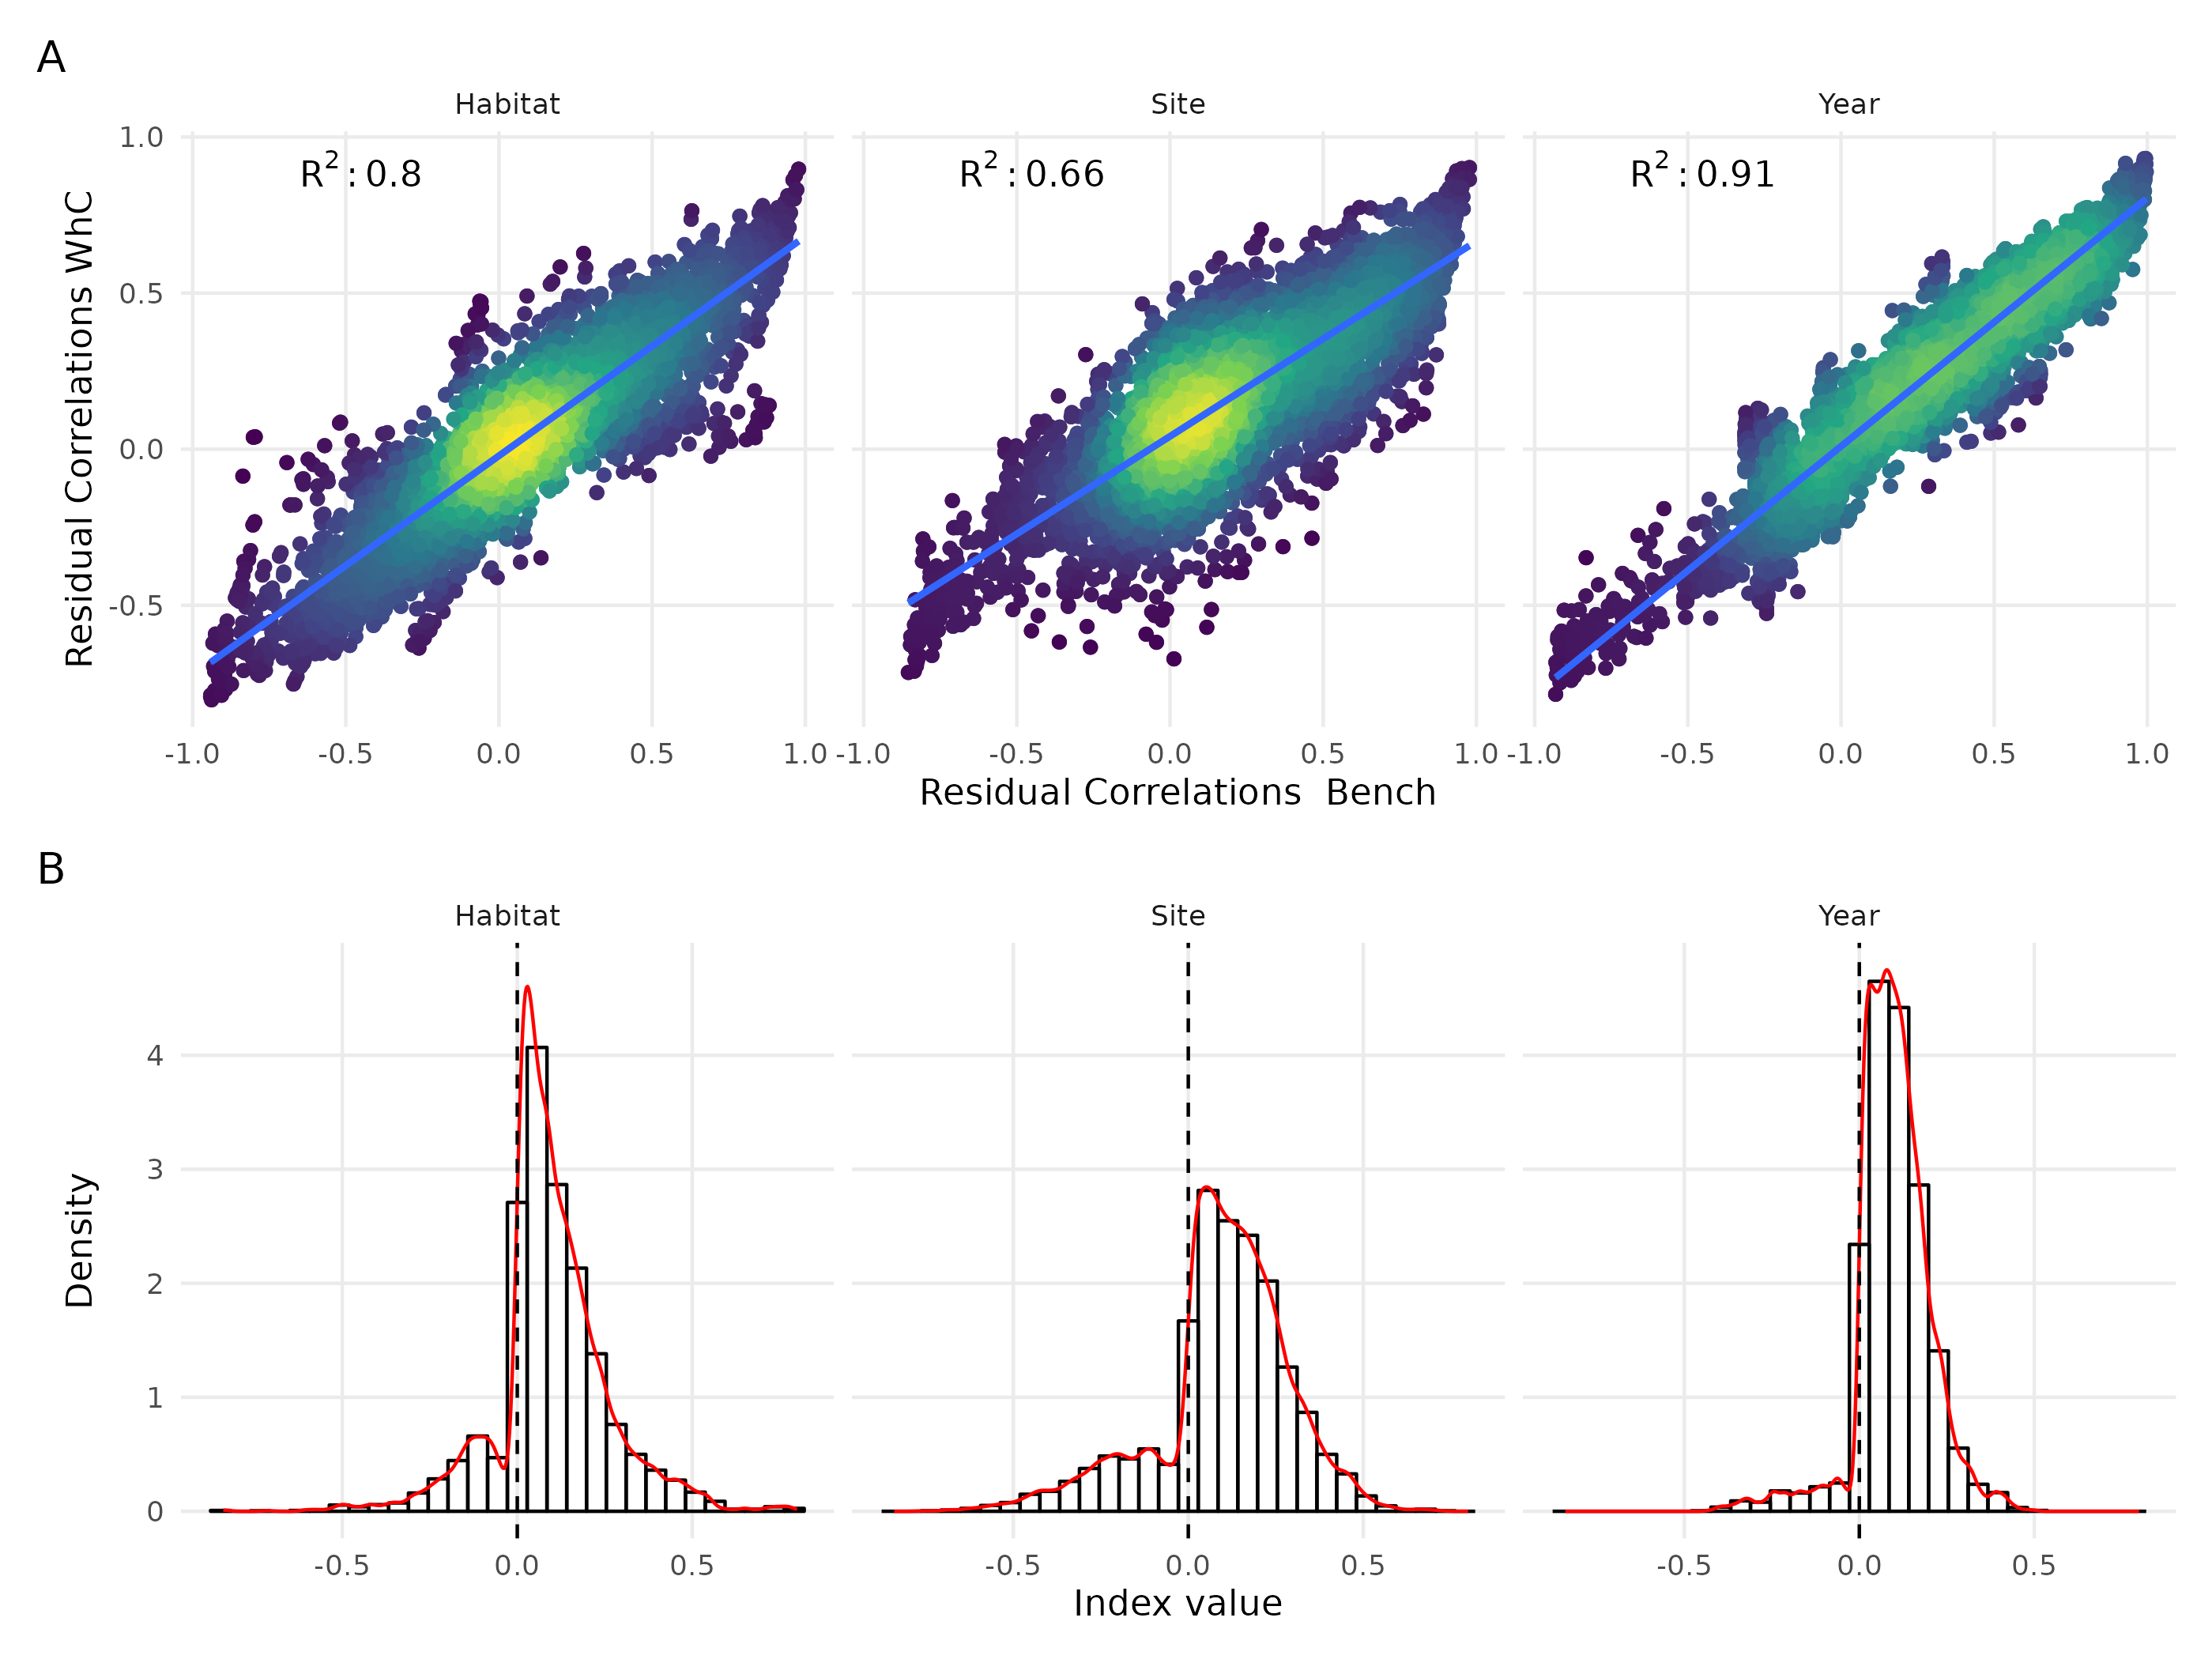 A
Habitat Site Year
R²:0.8 R²:0.66 R²:0.91
Residual Correlations WhC
1.0
0.5
0.0
-0.5
-1.0 -0.5 0.0 0.5 1.0 -1.0 -0.5 0.0 0.5 1.0 -1.0 -0.5 0.0 0.5 1.0
Residual Correlations  Bench
B
Habitat Site Year
Density
4
3
2
1
0
-0.5 0.0 0.5 -0.5 0.0 0.5 -0.5 0.0 0.5
Index value